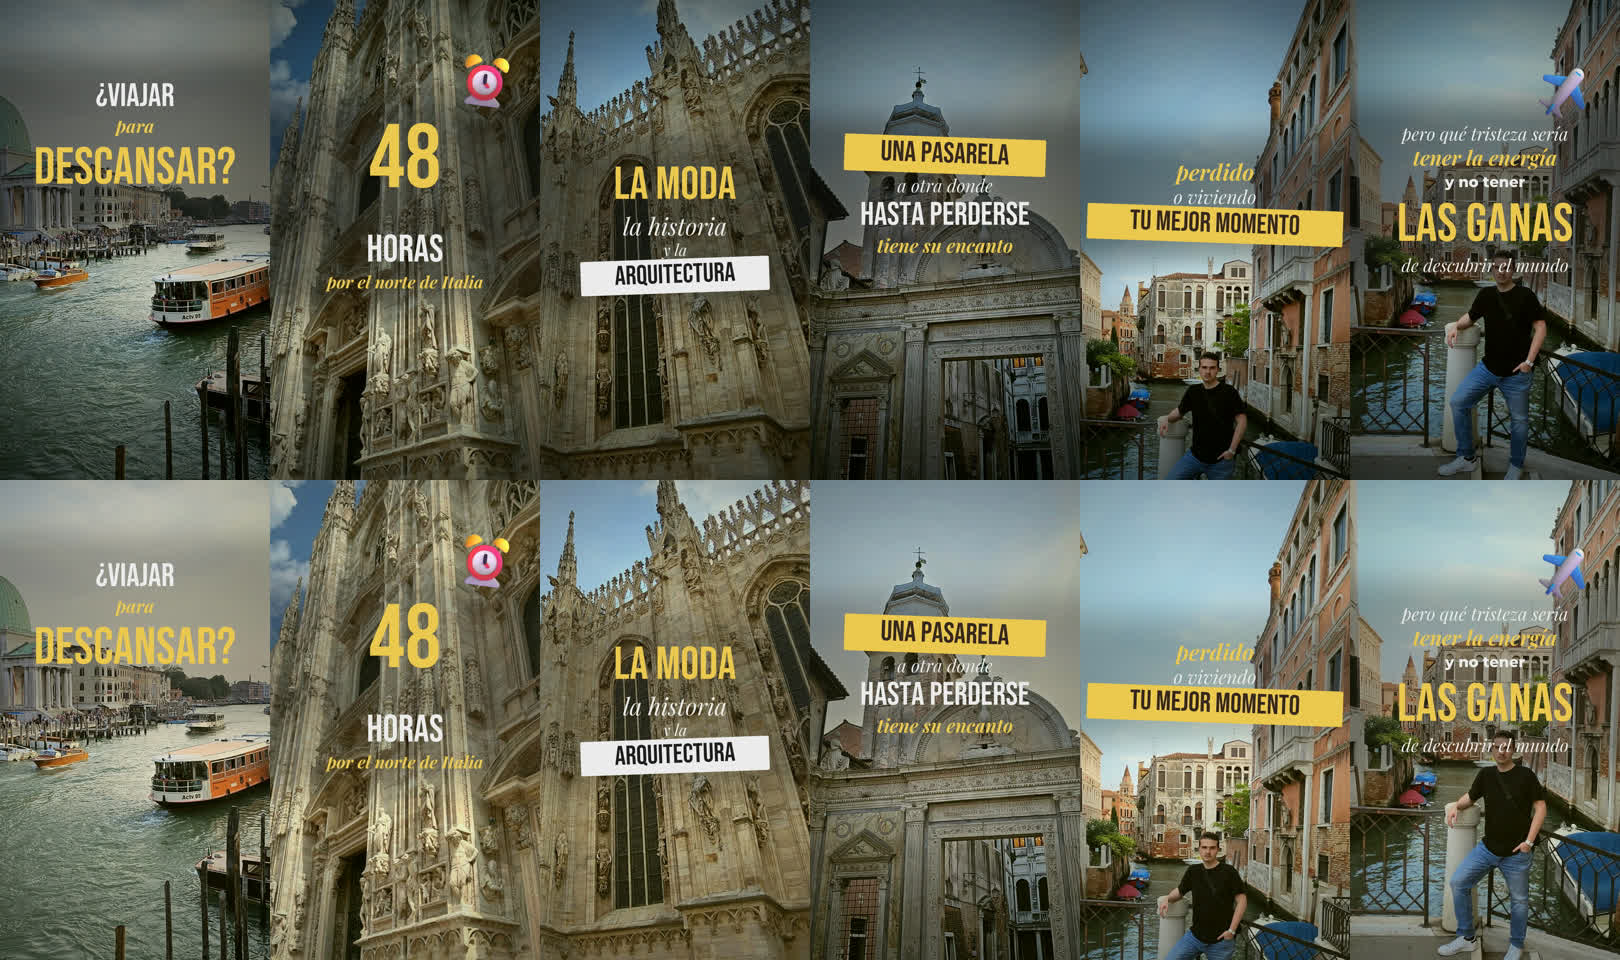 ¿VIAJAR
para
DESCANSAR?
Actv 95
48
HORAS
por el norte de Italia
LA MODA
la historia
y la
ARQUITECTURA
UNA PASARELA
a otra donde
HASTA PERDERSE
tiene su encanto
perdido
o viviendo
TU MEJOR MOMENTO
pero qué tristeza sería
tener la energía
y no tener
LAS GANAS
de descubrir el mundo
¿VIAJAR
para
DESCANSAR?
Actv 95
48
HORAS
por el norte de Italia
LA MODA
la historia
y la
ARQUITECTURA
UNA PASARELA
a otra donde
HASTA PERDERSE
tiene su encanto
perdido
o viviendo
TU MEJOR MOMENTO
pero qué tristeza sería
tener la energía
y no tener
LAS GANAS
de descubrir el mundo